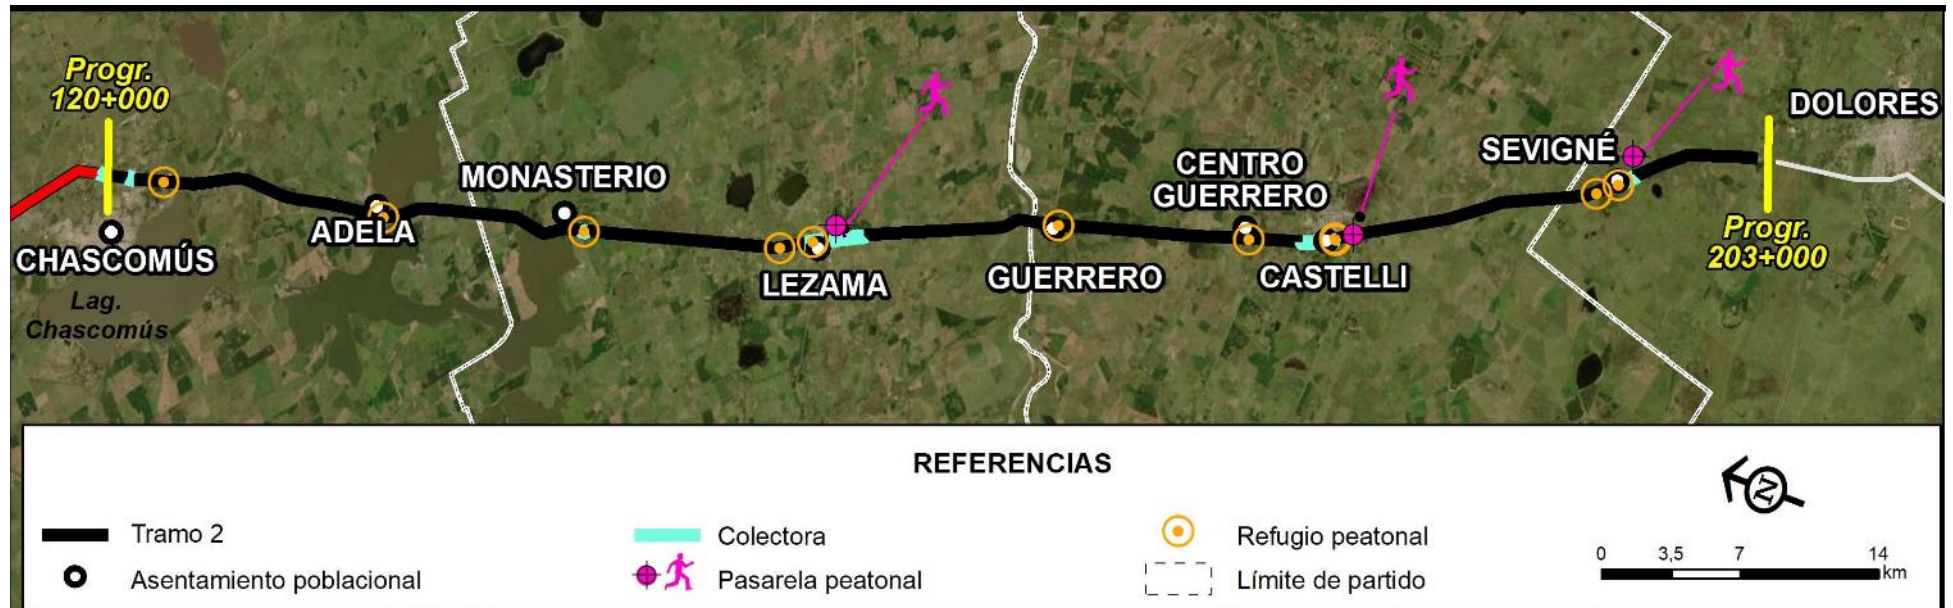 Progr.
120+000
DOLORES
SEVIGNÉ
CENTRO
GUERRERO
MONASTERIO
ADELA
CHASCOMÚS
LEZAMA
GUERRERO
CASTELLI
Progr.
203+000
Lag.
Chascomús
REFERENCIAS
N
Tramo 2
Colectora
Refugio peatonal
0 3,5 7 14
km
Asentamiento poblacional
Pasarela peatonal
Límite de partido